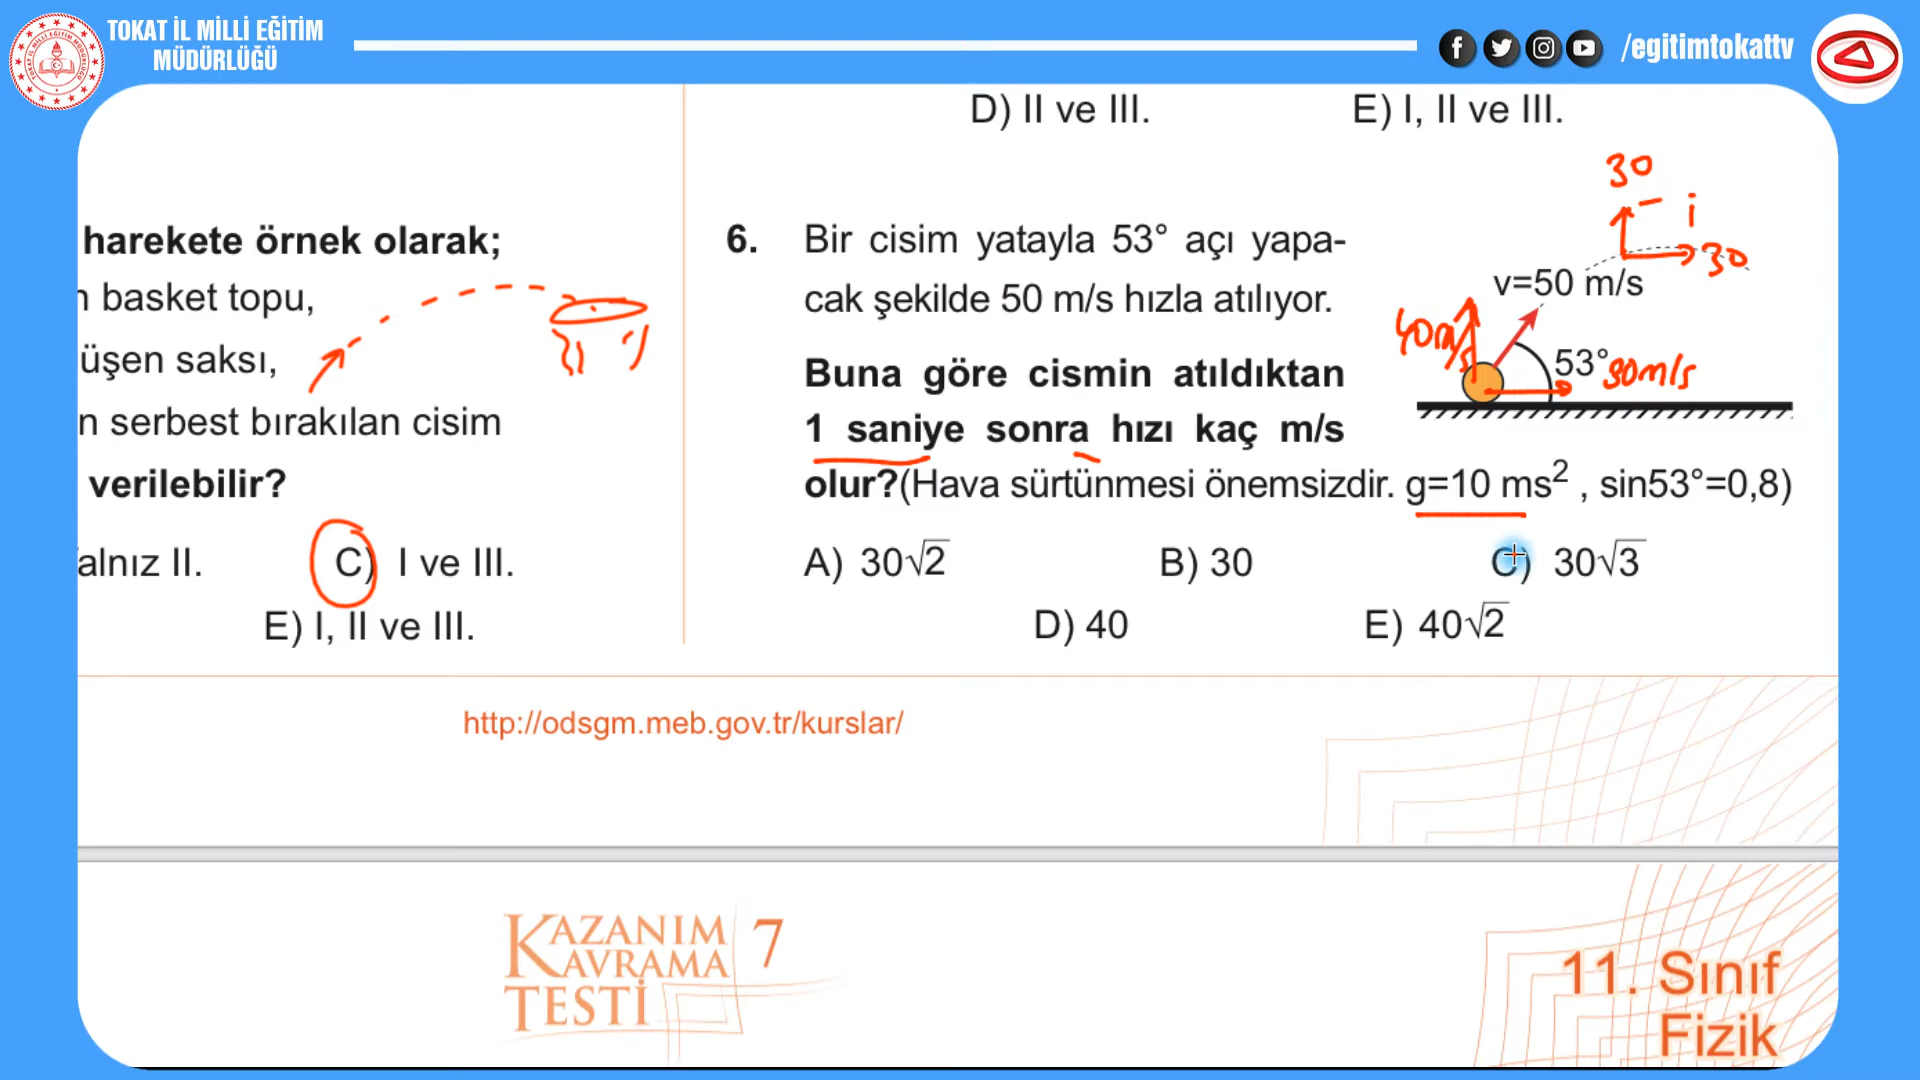 TOKAT İL MİLLİ EĞİTİM
MÜDÜRLÜĞÜ
/egitimtokattv
D) II ve III.
E) I, II ve III.
harekete örnek olarak;
basket topu,
üşen saksı,
n serbest bırakılan cisim
verilebilir?
alnız II.
C) I ve III.
E) I, II ve III.
6. Bir cisim yatayla 53° açı yapa-
cak şekilde 50 m/s hızla atılıyor.
Buna göre cismin atıldıktan
1 saniye sonra hızı kaç m/s
olur?(Hava sürtünmesi önemsizdir. g=10 ms² , sin53°=0,8)
30
30
v=50 m/s
40m/s
53°
30m/s
A) 30√2
B) 30
C) 30√3
D) 40
E) 40√2
http://odsgm.meb.gov.tr/kurslar/
KAZANIM
KAVRAMA
TESTİ
7
11. Sınıf
Fizik